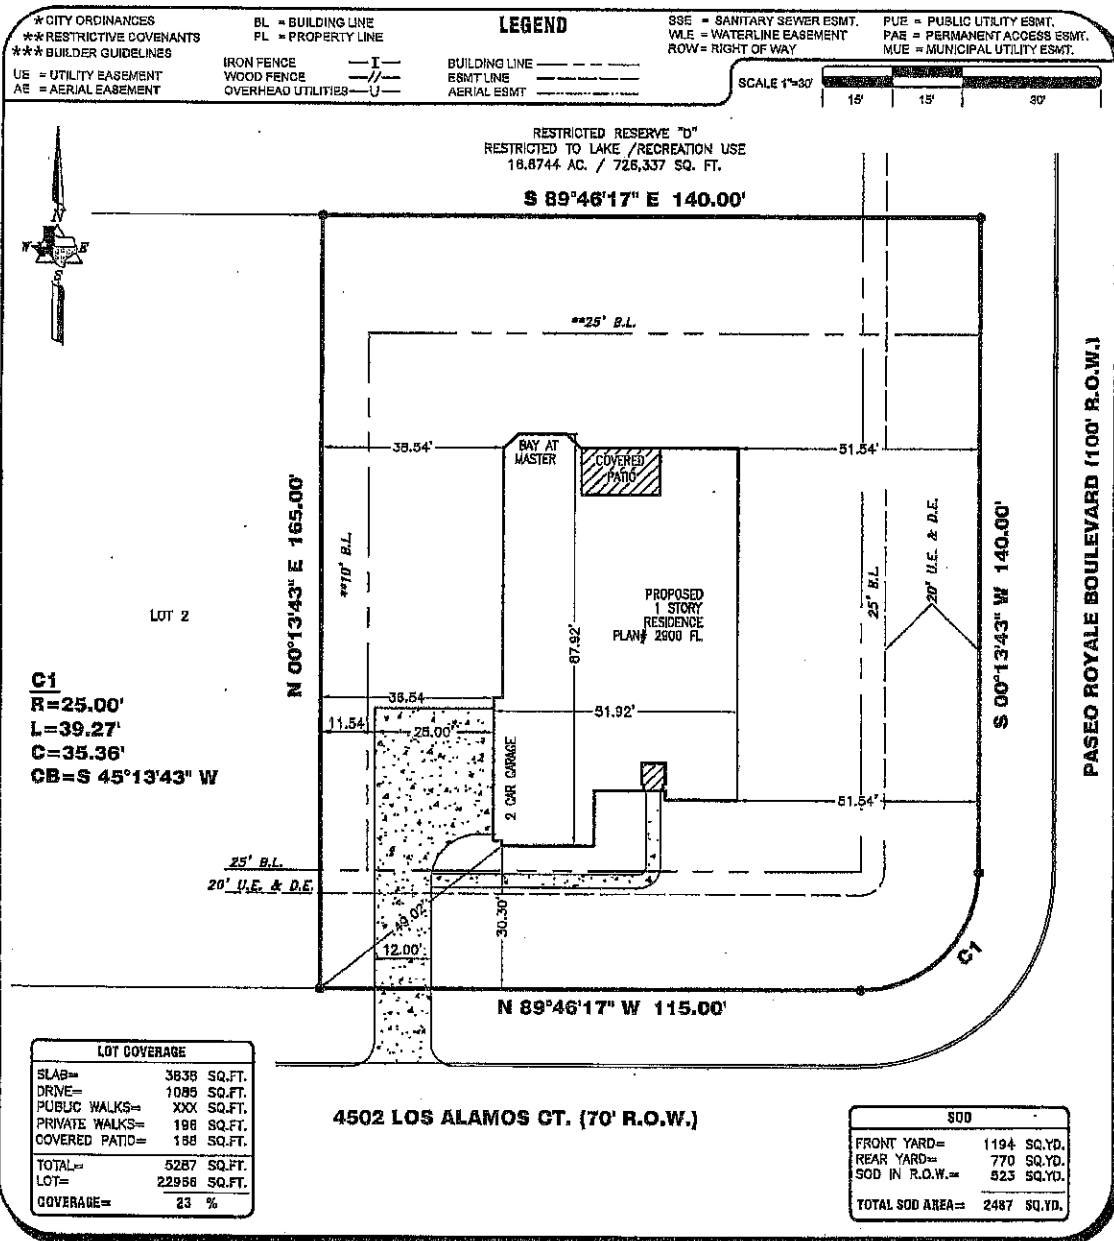 *CITY ORDINANCES
**RESTRICTIVE COVENANTS
***BUILDER GUIDELINES
UE = UTILITY EASEMENT
AE = AERIAL EASEMENT
BL = BUILDING LINE
PL = PROPERTY LINE
IRON FENCE —I—
WOOD FENCE —//—
OVERHEAD UTILITIES —U—
LEGEND
BUILDING LINE
ESMT LINE
AERIAL ESMT
SSE = SANITARY SEWER ESMT.
WLE = WATERLINE EASEMENT
ROW = RIGHT OF WAY
PUE = PUBLIC UTILITY ESMT.
PAE = PERMANENT ACCESS ESMT.
MUE = MUNICIPAL UTILITY ESMT.
SCALE 1"=30'
15' 15' 30'
RESTRICTED RESERVE "D"
RESTRICTED TO LAKE /RECREATION USE
16.6744 AC. / 726,337 SQ. FT.
S 89°46'17" E 140.00'
N
W E
S
**25' B.L.
38.54'
BAY AT
MASTER
COVERED
PATIO
51.54'
N 00°13'43" E 165.00'
**10' B.L.
LOT 2
87.92'
PROPOSED
1 STORY
RESIDENCE
PLAN# 2900 FL
25' B.L.
20' U.E. & D.E.
S 00°13'43" W 140.00'
PASEO ROYALE BOULEVARD (100' R.O.W.)
C1
R=25.00'
L=39.27'
C=35.36'
CB=S 45°13'43" W
36.54
51.92'
11.54
25.00'
2 CAR GARAGE
51.54'
25' B.L.
20' U.E. & D.E.
49.02'
30.30'
12.00'
C1
N 89°46'17" W 115.00'
4502 LOS ALAMOS CT. (70' R.O.W.)
LOT COVERAGE
SLAB= 3838 SQ.FT.
DRIVE= 1085 SQ.FT.
PUBLIC WALKS= XXX SQ.FT.
PRIVATE WALKS= 196 SQ.FT.
COVERED PATIO= 168 SQ.FT.
TOTAL= 5287 SQ.FT.
LOT= 22966 SQ.FT.
COVERAGE= 23 %
SOD
FRONT YARD= 1194 SQ.YD.
REAR YARD= 770 SQ.YD.
SOD IN R.O.W.= 523 SQ.YD.
TOTAL SOD AREA= 2487 SQ.YD.